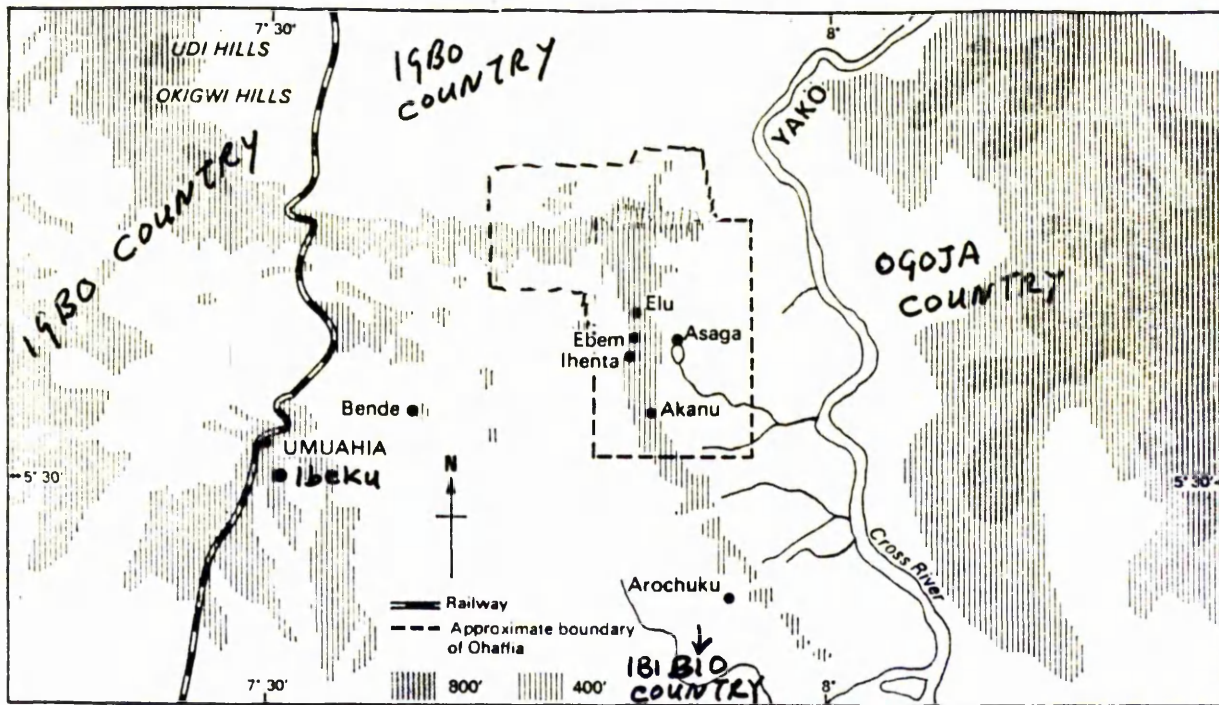 7° 30'
8°
UDI HILLS
OKIGWI HILLS
IGBO
COUNTRY
YAKÖ
IGBO COUNTRY
OGOJA
COUNTRY
Elu
Ebem
Ihenta
Asaga
Bende
Akanu
UMUAHIA
Ibeku
5° 30'
5° 30'
N
Cross River
Arochuku
Railway
Approximate boundary
of Ohaffia
IBIBIO
COUNTRY
7° 30'
800'
400'
8°